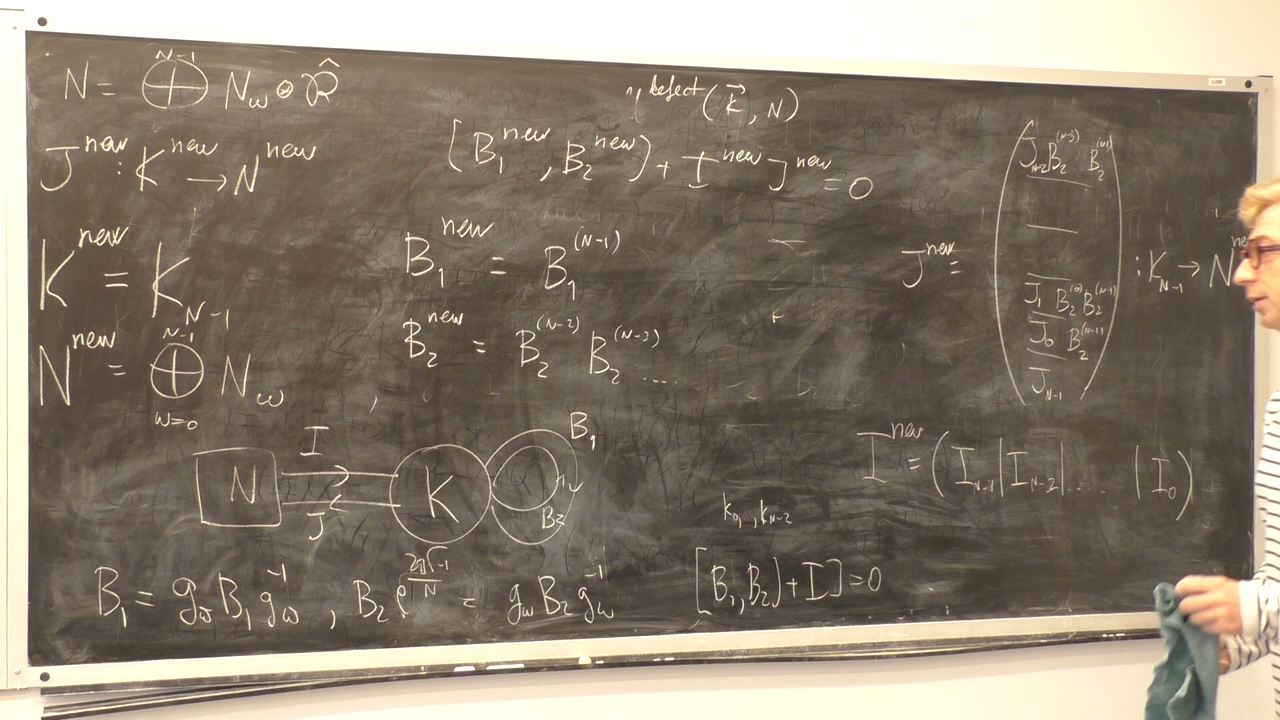 N = ⊕^{N-1} N_ω ⊗ \hat{R}
J^{new} : K^{new} → N^{new}
K^{new} = K_{N-1}
N^{new} = ⊕_{ω=0}^{N-1} N_ω
defect (\vec{k}, N)
[B_1^{new}, B_2^{new}] + I^{new} J^{new} = 0
B_1^{new} = B_1^{(N-1)}
B_2^{new} = B_2^{(N-2)} B_2^{(N-3)} .....
J^{new} = ( J_{N-2} B_2^{(N-3)} .. B_2^{(N-1)}
J_1 B_2^{(0)} B_2^{(N-1)}
J_0 B_2^{(N-1)}
J_{N-1} ) : K_{N-1} → N
I^{new} = ( I_{N-1} | I_{N-2} | .... | I_0 )
N I J K B_1 B_2
k_0, .., k_{N-2}
B_1 = g_ω B_1 g_ω^{-1} , B_2 e^{\frac{2π√-1}{N}} = g_ω B_2 g_ω^{-1}
[B_1, B_2] + IJ = 0